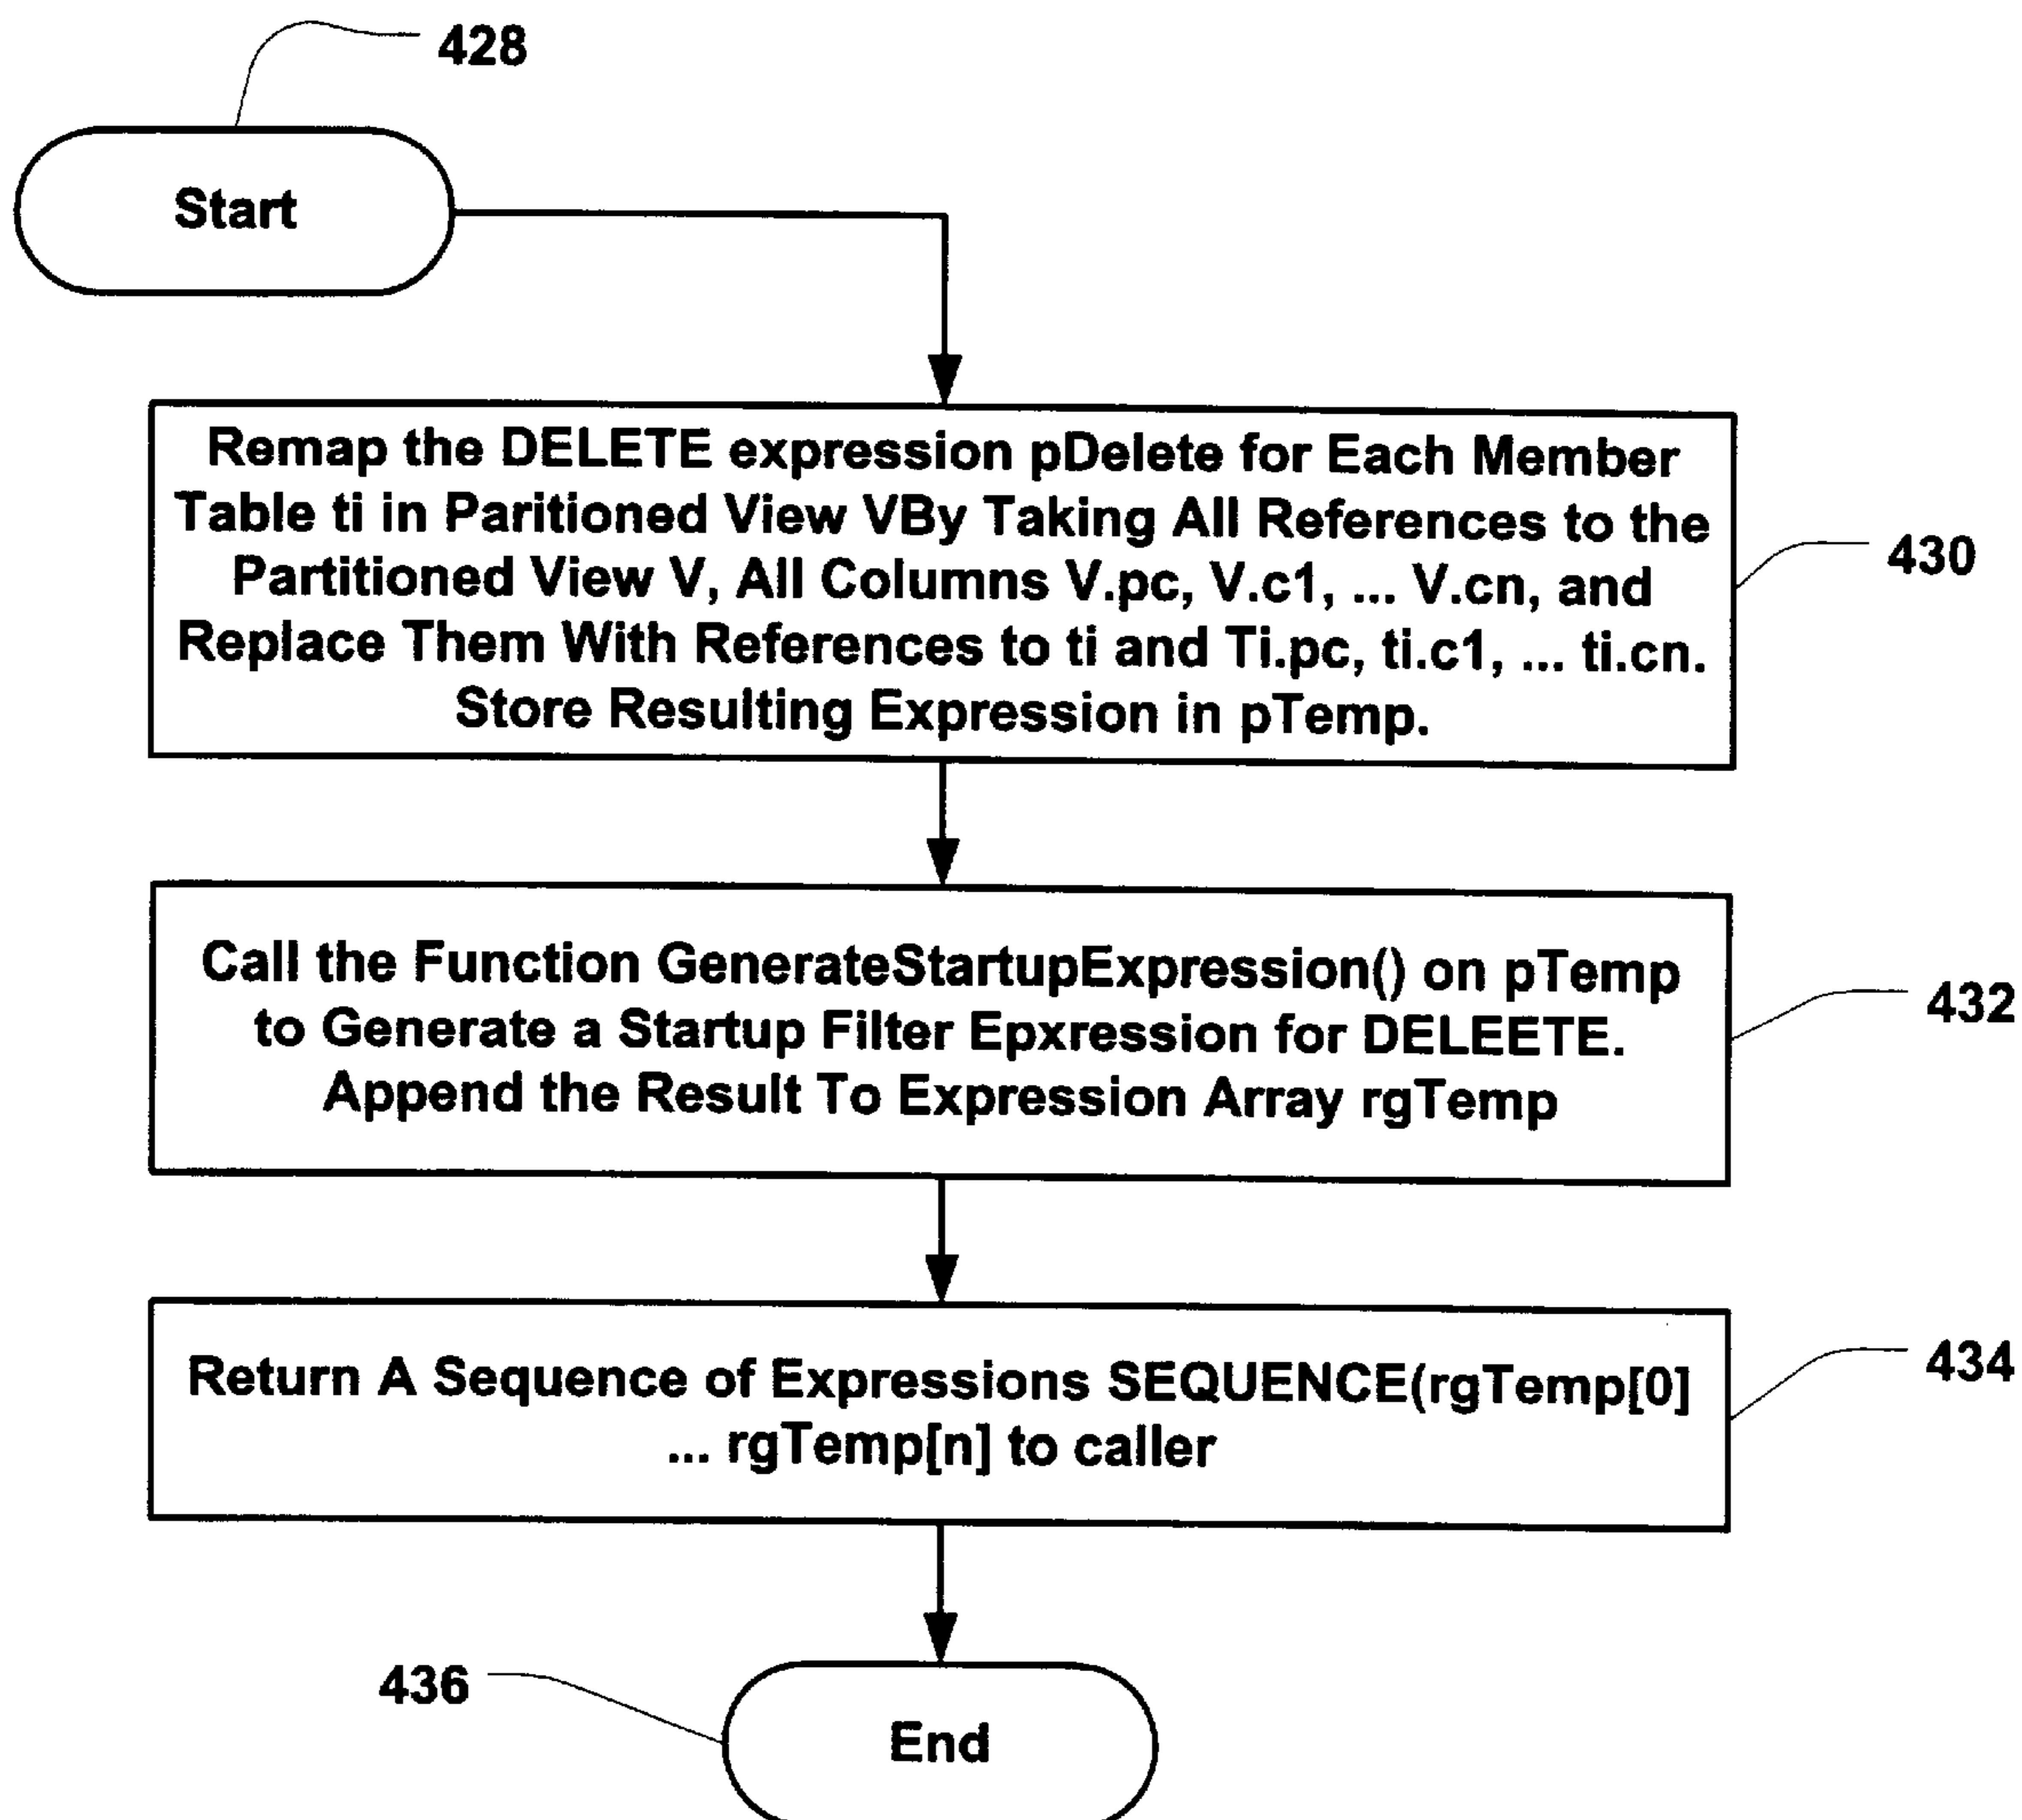 428
Start
Remap the DELETE expression pDelete for Each Member
Table ti in Paritioned View VBy Taking All References to the
Partitioned View V, All Columns V.pc, V.c1, ... V.cn, and
Replace Them With References to ti and Ti.pc, ti.c1, ... ti.cn.
Store Resulting Expression in pTemp.
430
Call the Function GenerateStartupExpression() on pTemp
to Generate a Startup Filter Epxression for DELEETE.
Append the Result To Expression Array rgTemp
432
Return A Sequence of Expressions SEQUENCE(rgTemp[0]
... rgTemp[n] to caller
434
436
End